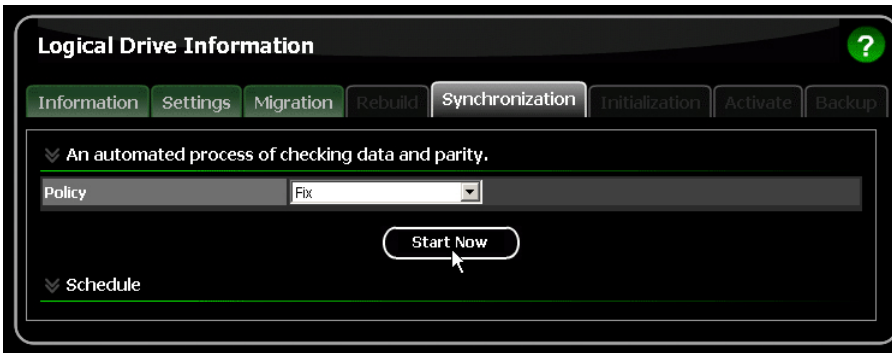 Logical Drive Information
?
Information Settings Migration Rebuild Synchronization Initialization Activate Backup
An automated process of checking data and parity.
Policy Fix
Start Now
Schedule